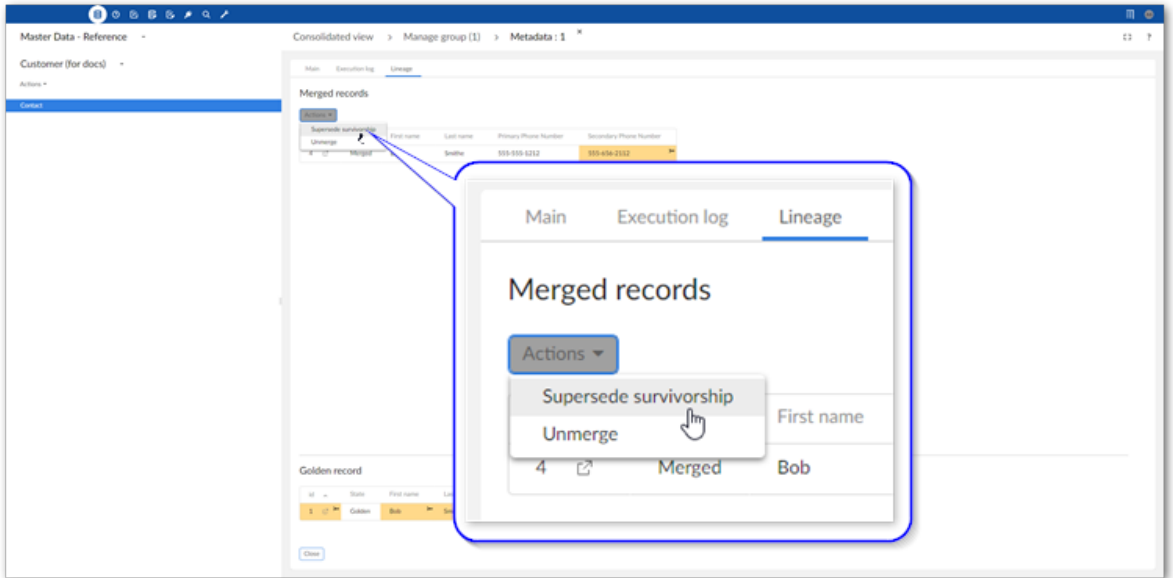 Master Data - Reference
Consolidated view > Manage group (1) > Metadata : 1 ×
?
Customer (for docs)
Actions
Contact
Main Execution log Lineage
Merged records
Actions
Supersede survivorship
Unmerge
First name Last name Primary Phone Number Secondary Phone Number
4 Merged Smithe 555-555-1212 555-656-2112
Main Execution log Lineage
Merged records
Actions
Supersede survivorship
Unmerge
First name
4 Merged Bob
Golden record
id State First name
1 Golden Bob
Close